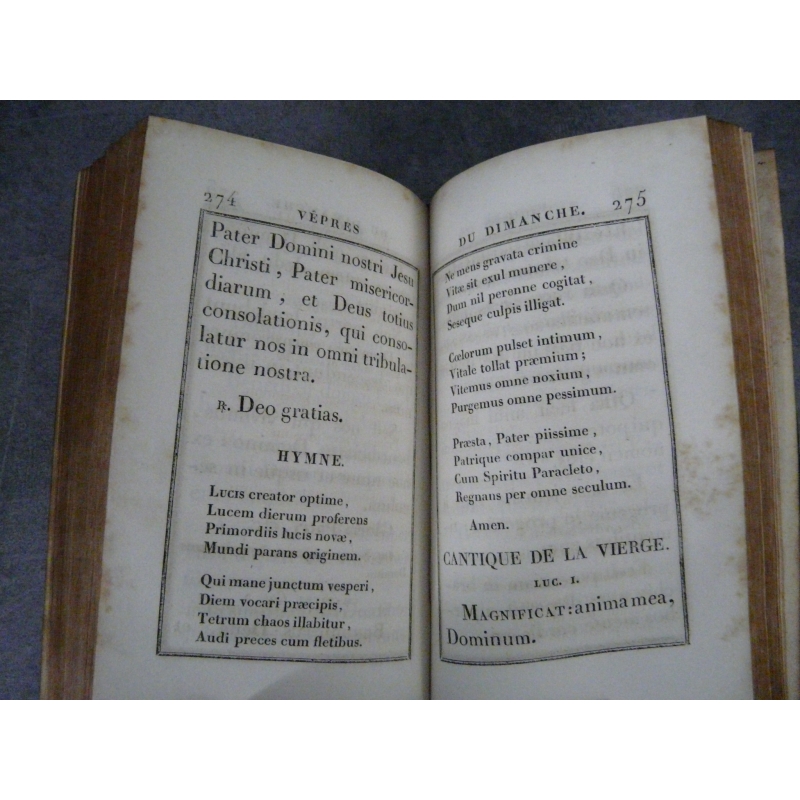 274
VÊPRES
Pater Domini nostri Jesu
Christi, Pater misericor-
diarum, et Deus totius
consolationis, qui conso-
latur nos in omni tribula-
tione nostra.
℟. Deo gratias.
HYMNE.
Lucis creator optime,
Lucem dierum proferens
Primordiis lucis novæ,
Mundi parans originem.
Qui mane junctum vesperi,
Diem vocari præcipis,
Tetrum chaos illabitur,
Audi preces cum fletibus.
DU DIMANCHE.
275
Ne mens gravata crimine
Vitæ sit exul munere,
Dum nil perenne cogitat,
Seseque culpis illigat.
Cœlorum pulset intimum,
Vitale tollat præmium;
Vitemus omne noxium,
Purgemus omne pessimum.
Præsta, Pater piissime,
Patrique compar unice,
Cum Spiritu Paracleto,
Regnans per omne seculum.
Amen.
CANTIQUE DE LA VIERGE.
LUC. I.
MAGNIFICAT: anima mea,
Dominum.